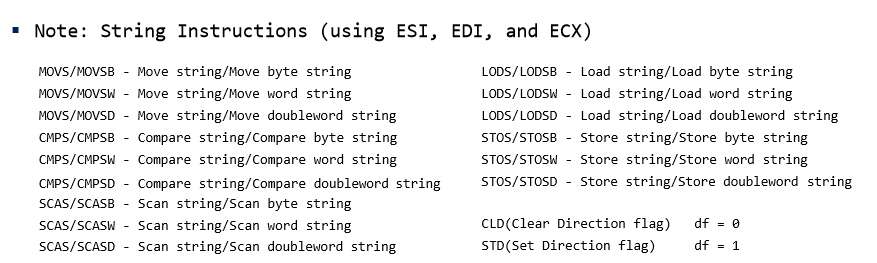 ▪ Note: String Instructions (using ESI, EDI, and ECX)
MOVS/MOVSB - Move string/Move byte string
MOVS/MOVSW - Move string/Move word string
MOVS/MOVSD - Move string/Move doubleword string
CMPS/CMPSB - Compare string/Compare byte string
CMPS/CMPSW - Compare string/Compare word string
CMPS/CMPSD - Compare string/Compare doubleword string
SCAS/SCASB - Scan string/Scan byte string
SCAS/SCASW - Scan string/Scan word string
SCAS/SCASD - Scan string/Scan doubleword string
LODS/LODSB - Load string/Load byte string
LODS/LODSW - Load string/Load word string
LODS/LODSD - Load string/Load doubleword string
STOS/STOSB - Store string/Store byte string
STOS/STOSW - Store string/Store word string
STOS/STOSD - Store string/Store doubleword string
CLD(Clear Direction flag) df = 0
STD(Set Direction flag) df = 1